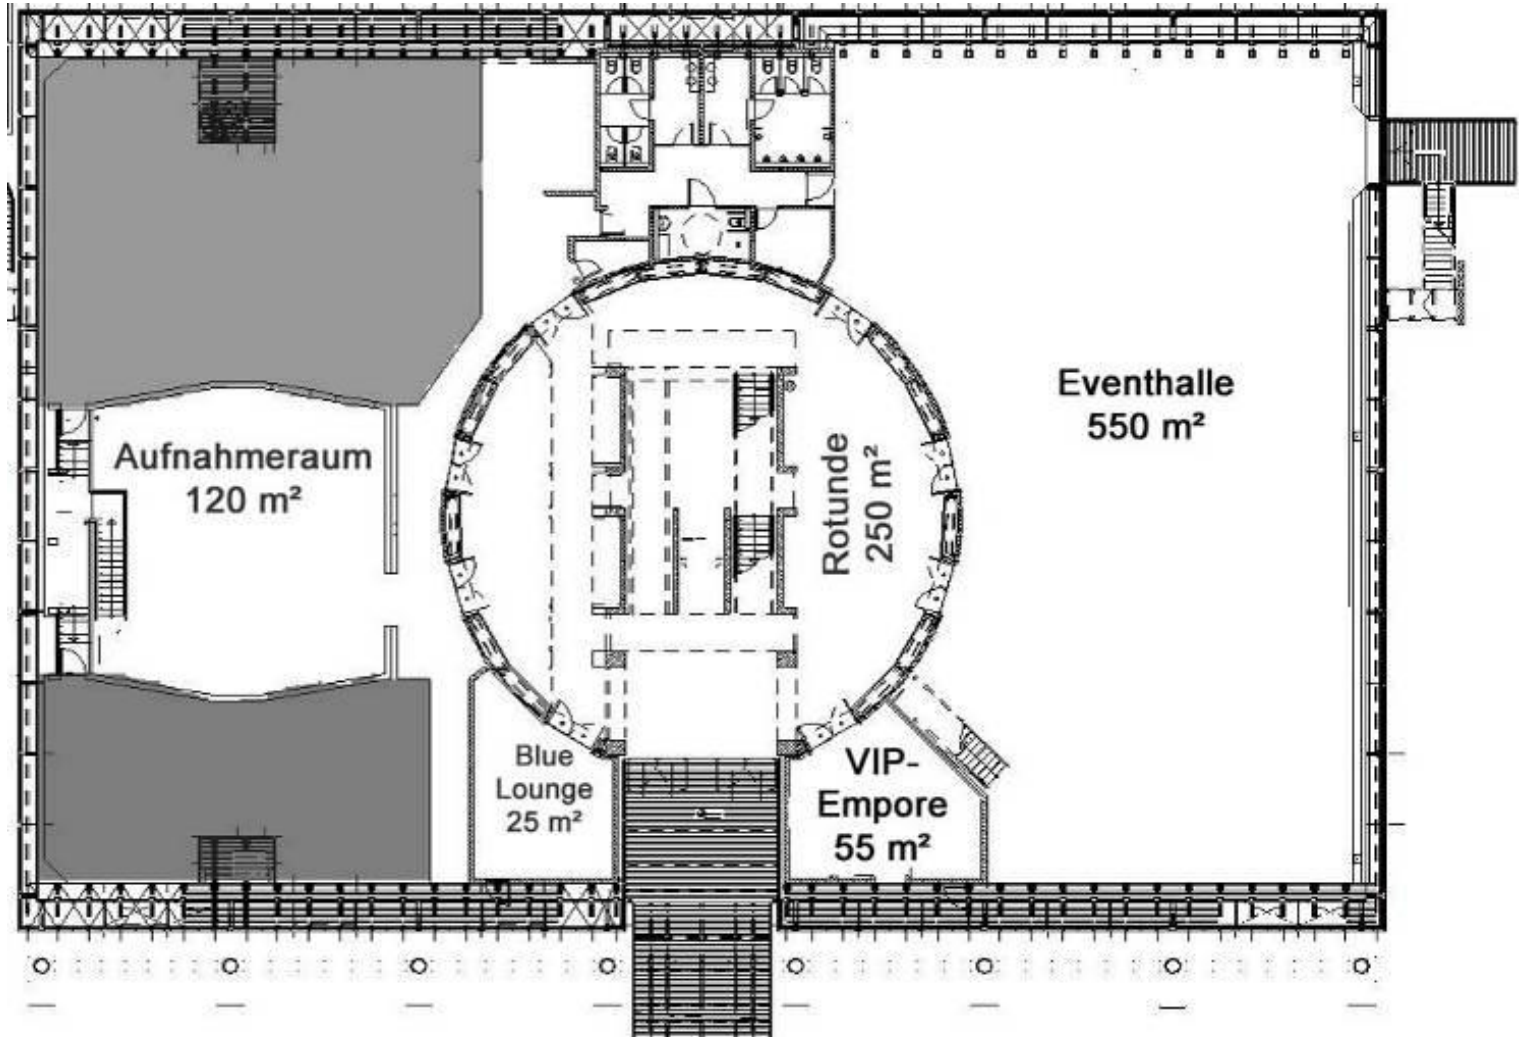 Aufnahmeraum
120 m²
Rotunde
250 m²
Eventhalle
550 m²
Blue
Lounge
25 m²
VIP-
Empore
55 m²